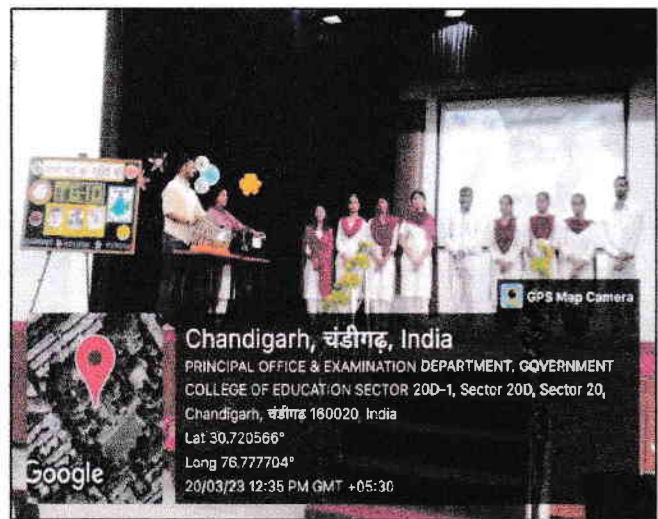 GPS Map Camera
Chandigarh, चंडीगढ़, India
PRINCIPAL OFFICE & EXAMINATION DEPARTMENT, GOVERNMENT
COLLEGE OF EDUCATION SECTOR 20D-1, Sector 20D, Sector 20,
Chandigarh, चंडीगढ़ 160020, India
Lat 30.720566°
Long 76.777704°
20/03/23 12:35 PM GMT +05:30
Google